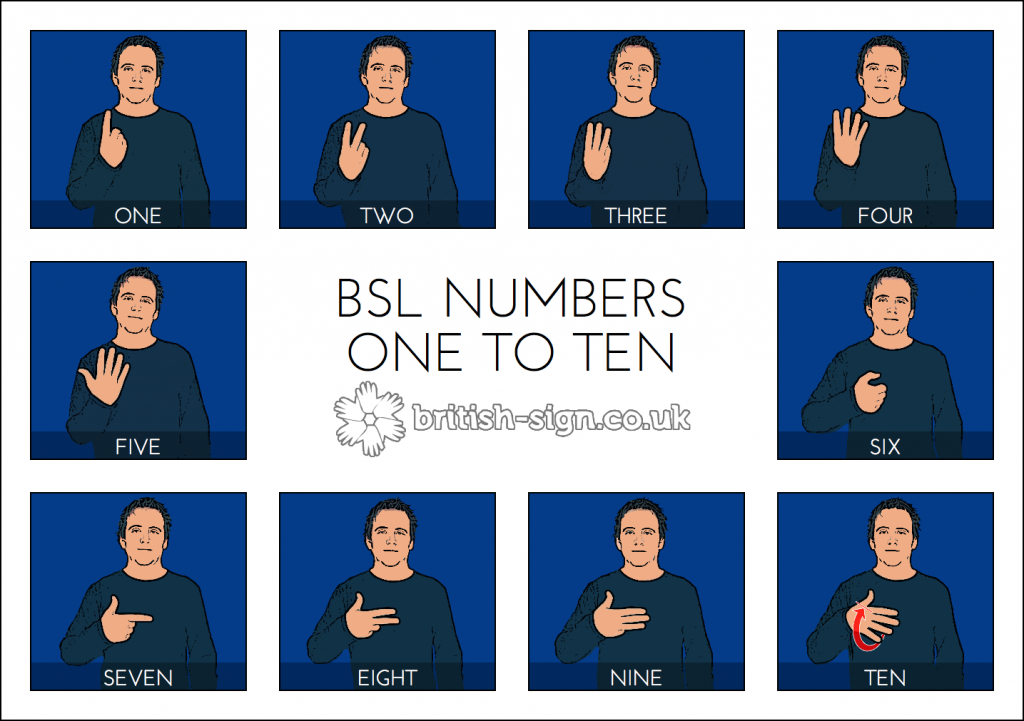 ONE
TWO
THREE
FOUR
BSL NUMBERS
ONE TO TEN
british-sign.co.uk
FIVE
SIX
SEVEN
EIGHT
NINE
TEN